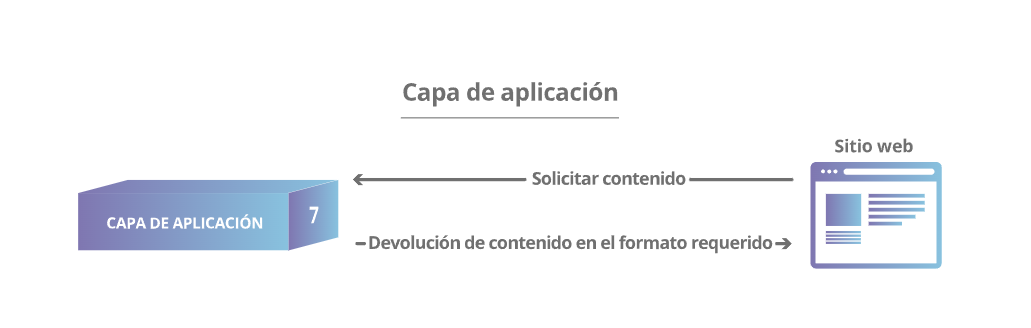 Capa de aplicación
Sitio web
Solicitar contenido
CAPA DE APLICACIÓN
7
Devolución de contenido en el formato requerido